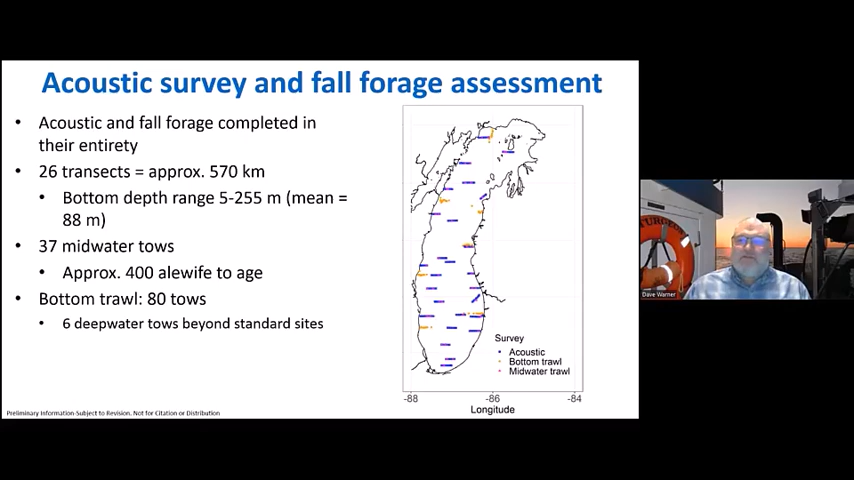 Acoustic survey and fall forage assessment
• Acoustic and fall forage completed in
their entirety
• 26 transects = approx. 570 km
• Bottom depth range 5-255 m (mean =
88 m)
• 37 midwater tows
• Approx. 400 alewife to age
• Bottom trawl: 80 tows
• 6 deepwater tows beyond standard sites
Survey
Acoustic
Bottom trawl
Midwater trawl
-88 -86 -84
Longitude
Preliminary Information-Subject to Revision. Not for Citation or Distribution
Dave Warner